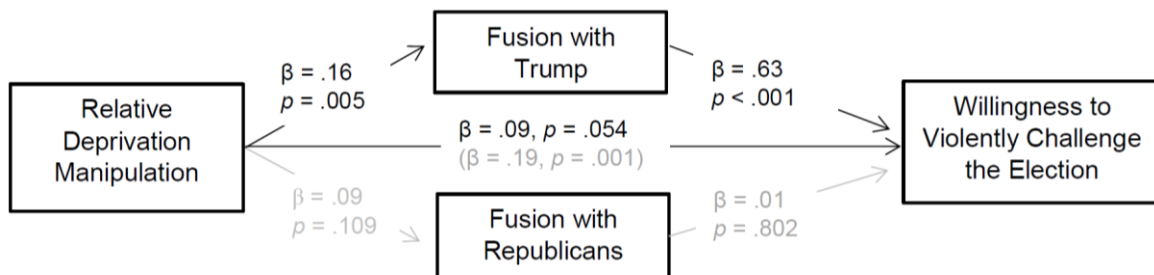 Fusion with
Trump
β = .16
p = .005
β = .63
p < .001
Relative
Deprivation
Manipulation
β = .09, p = .054
(β = .19, p = .001)
Willingness to
Violently Challenge
the Election
β = .09
p = .109
Fusion with
Republicans
β = .01
p = .802